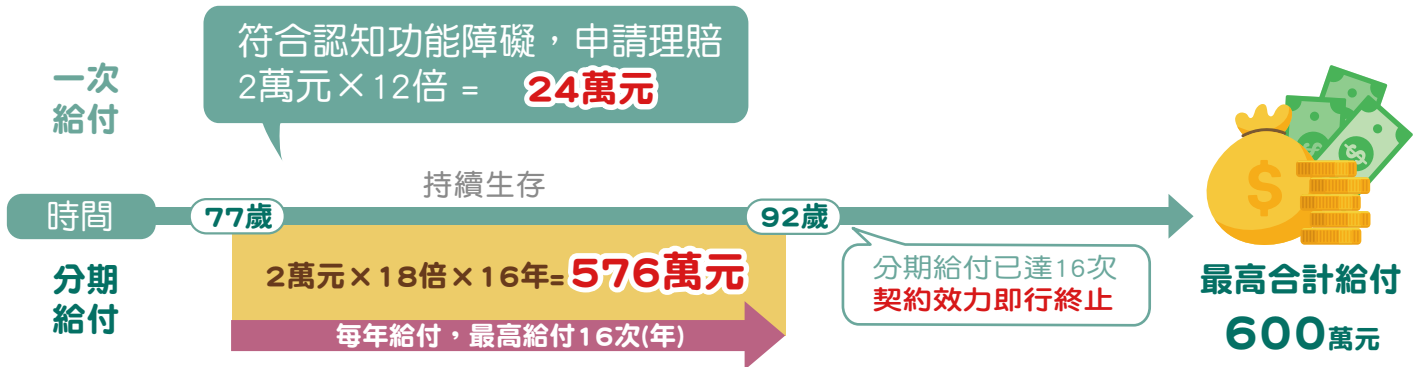 一次
給付
符合認知功能障礙,申請理賠
2萬元×12倍 = 24萬元
持續生存
時間
77歲
92歲
分期
給付
2萬元×18倍×16年=576萬元
每年給付,最高給付16次(年)
分期給付已達16次
契約效力即行終止
$
最高合計給付
600萬元